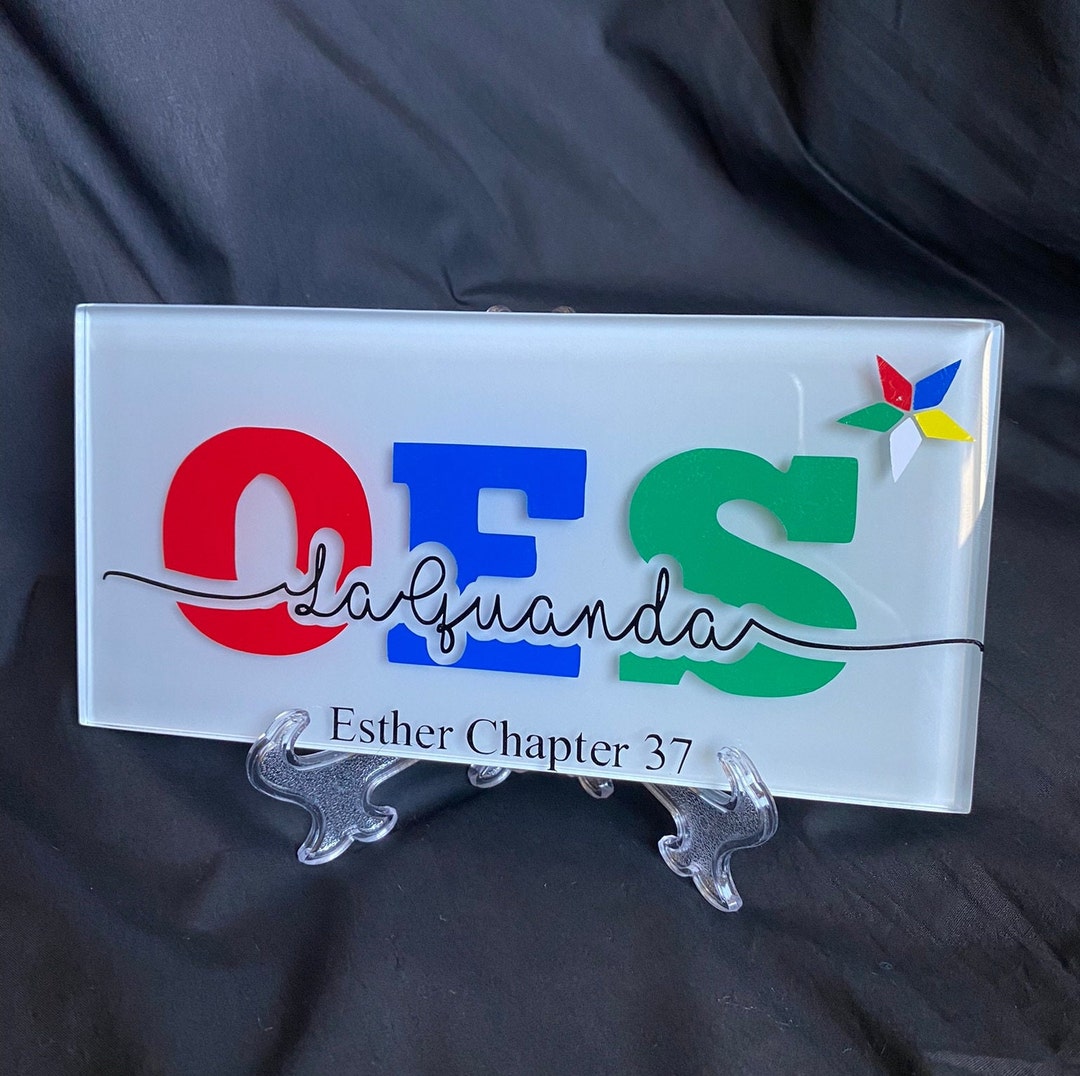 OES
LaQuanda
Esther Chapter 37